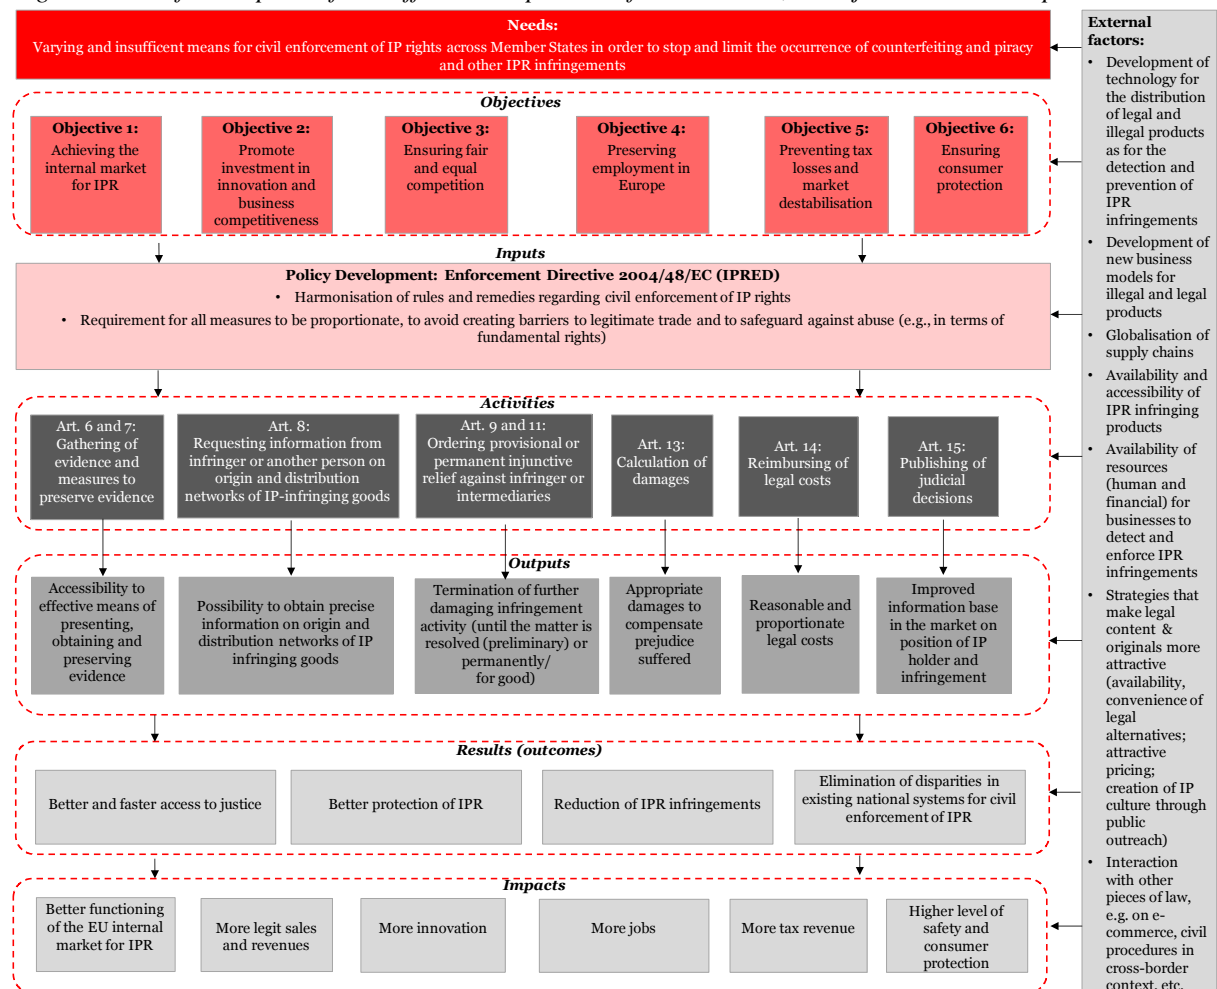 Needs:
Varying and insufficent means for civil enforcement of IP rights across Member States in order to stop and limit the occurrence of counterfeiting and piracy
and other IPR infringements
Objectives
Objective 1:
Achieving the
internal market
for IPR
Objective 2:
Promote
investment in
innovation and
business
competitiveness
Objective 3:
Ensuring fair
and equal
competition
Objective 4:
Preserving
employment in
Europe
Objective 5:
Preventing tax
losses and
market
destabilisation
Objective 6:
Ensuring
consumer
protection
Inputs
Policy Development: Enforcement Directive 2004/48/EC (IPRED)
• Harmonisation of rules and remedies regarding civil enforcement of IP rights
• Requirement for all measures to be proportionate, to avoid creating barriers to legitimate trade and to safeguard against abuse (e.g., in terms of
fundamental rights)
Activities
Art. 6 and 7:
Gathering of
evidence and
measures to
preserve evidence
Art. 8:
Requesting information from
infringer or another person on
origin and distribution
networks of IP-infringing goods
Art. 9 and 11:
Ordering provisional or
permanent injunctive
relief against infringer or
intermediaries
Art. 13:
Calculation of
damages
Art. 14:
Reimbursing of
legal costs
Art. 15:
Publishing of
judicial
decisions
Outputs
Accessibility to
effective means of
presenting,
obtaining and
preserving
evidence
Possibility to obtain precise
information on origin and
distribution networks of IP
infringing goods
Termination of further
damaging infringement
activity (until the matter is
resolved (preliminary) or
permanently/
for good)
Appropriate
damages to
compensate
prejudice
suffered
Reasonable and
proportionate
legal costs
Improved
information base
in the market on
position of IP
holder and
infringement
Results (outcomes)
Better and faster access to justice
Better protection of IPR
Reduction of IPR infringements
Elimination of disparities in
existing national systems for civil
enforcement of IPR
Impacts
Better functioning
of the EU internal
market for IPR
More legit sales
and revenues
More innovation
More jobs
More tax revenue
Higher level of
safety and
consumer
protection
External
factors:
• Development of
technology for
the distribution
of legal and
illegal products
as for the
detection and
prevention of
IPR
infringements
• Development of
new business
models for
illegal and legal
products
• Globalisation of
supply chains
• Availability and
accessibility of
IPR infringing
products
• Availability of
resources
(human and
financial) for
businesses to
detect and
enforce IPR
infringements
• Strategies that
make legal
content &
originals more
attractive
(availability,
convenience of
legal
alternatives;
attractive
pricing;
creation of IP
culture through
public
outreach)
• Interaction
with other
pieces of law,
e.g. on e-
commerce, civil
procedures in
cross-border
context, etc.